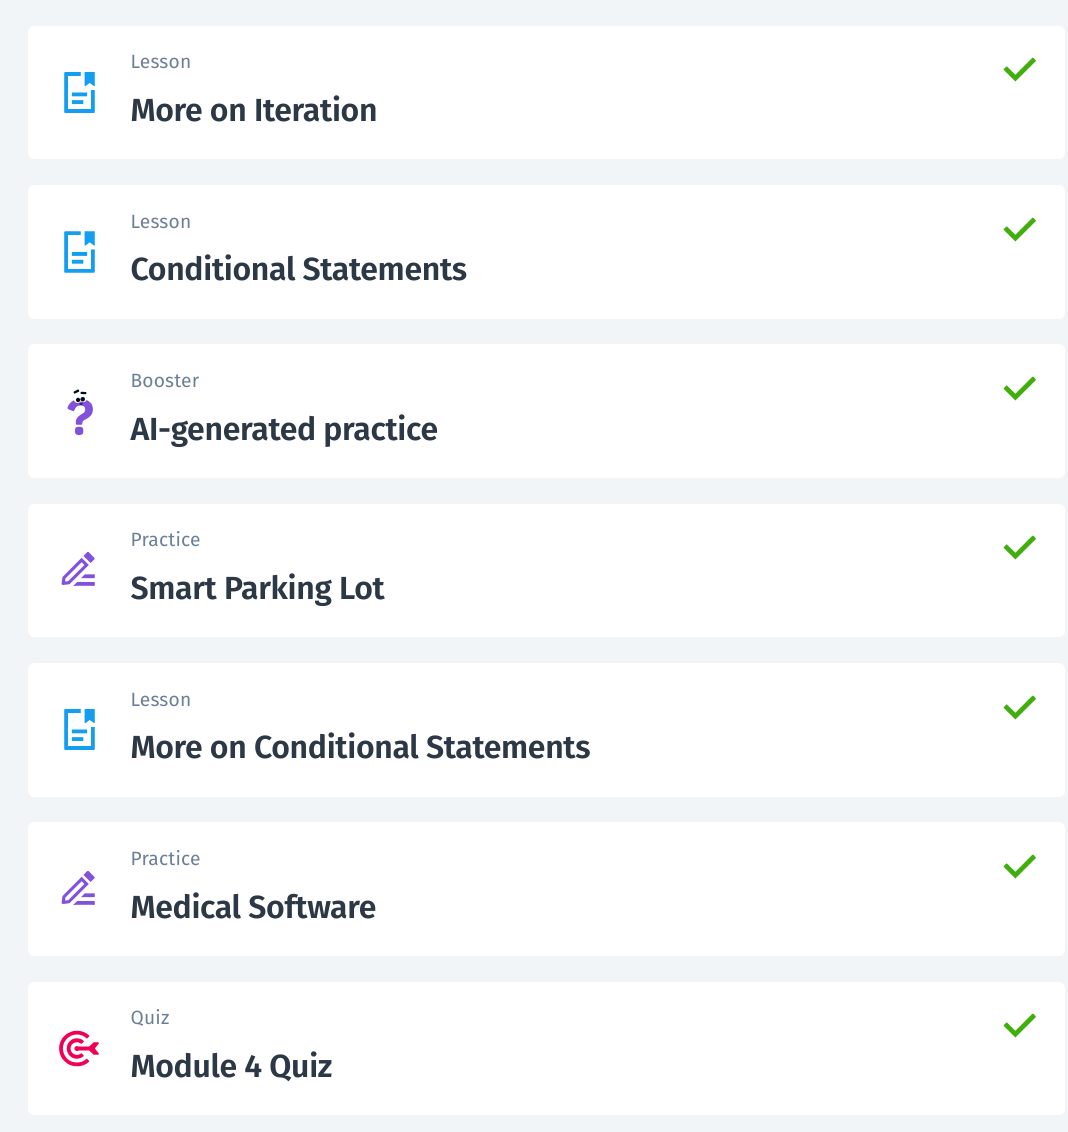 Lesson
More on Iteration
Lesson
Conditional Statements
Booster
AI-generated practice
Practice
Smart Parking Lot
Lesson
More on Conditional Statements
Practice
Medical Software
Quiz
Module 4 Quiz